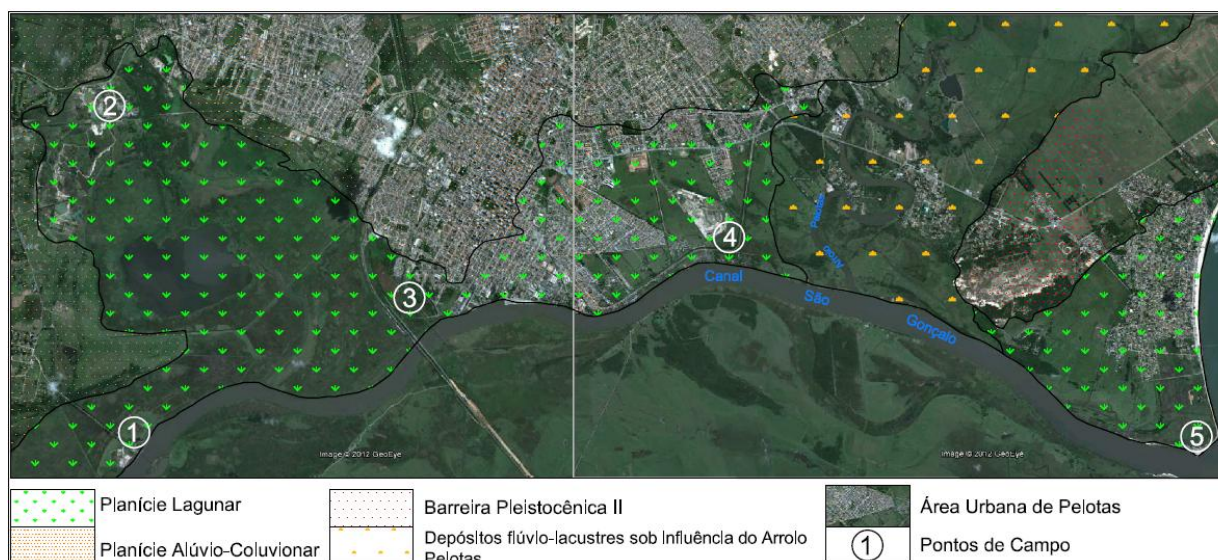 2
3
4
5
1
Pelotas
Arroio
Canal
São
Gonçalo
Image © 2012 GeoEye
Image © 2012 GeoEye
Planície Lagunar
Planície Alúvio-Coluvionar
Barreira Pleistocênica II
Depósitos flúvio-lacustres sob Influência do Arrolo
Pelotas
Área Urbana de Pelotas
1
Pontos de Campo